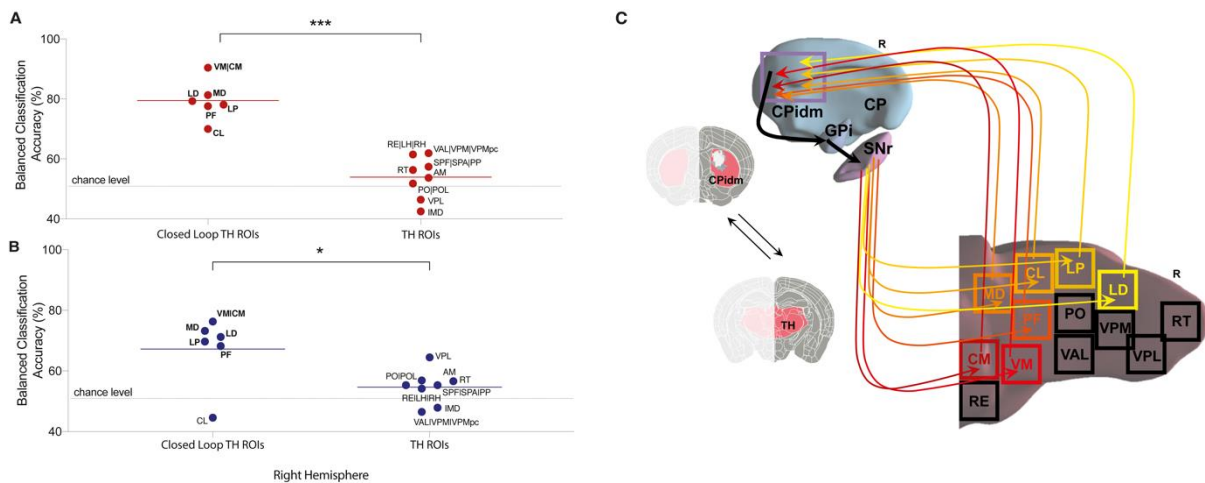 A
***
100
VM|CM
LD
MD
80
PF
LP
CL
Balanced Classification
Accuracy (%)
RE|LH|RH
VAL|VPM|VPMpc
60
RT
SPF|SPA|PP
AM
chance level
PO|POL
VPL
IMD
40
Closed Loop TH ROIs
TH ROIs
B
*
100
80
VM|CM
MD
LD
LP
PF
Balanced Classification
Accuracy (%)
VPL
60
PO|POL
AM
RT
SPF|SPA|PP
chance level
RE|LH|RH
IMD
CL
VAL|VPM|VPMpc
40
Closed Loop TH ROIs
TH ROIs
Right Hemisphere
C
R
CPidm
CP
GPi
SNr
CPidm
TH
R
MD
CL
LP
LD
PF
PO
VPM
RT
CM
VM
VAL
VPL
RE